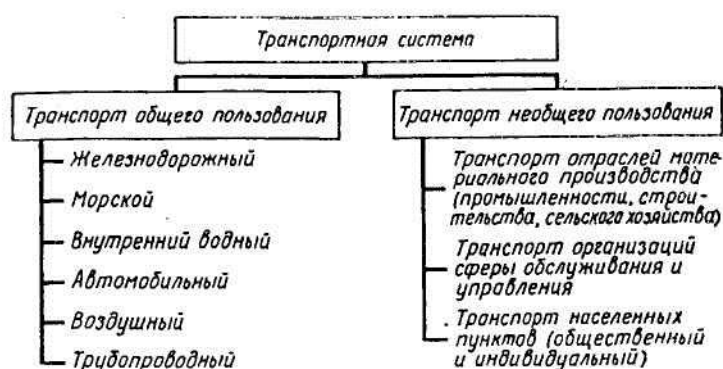 Транспортная система
Транспорт общего пользования
Железнодорожный
Морской
Внутренний водный
Автомобильный
Воздушный
Трубопроводный
Транспорт необщего пользования
Транспорт отраслей мате-
риального производства
(промышленности, строи-
тельства, сельского хозяйства)
Транспорт организаций
сферы обслуживания и
управления
Транспорт населенных
пунктов (общественный
и индивидуальный)